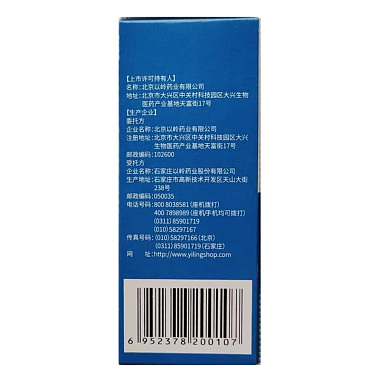 【上市许可持有人】
名称:北京以岭药业有限公司
地址:北京市大兴区中关村科技园区大兴生物
医药产业基地天富街17号
【生产企业】
委托方
企业名称:北京以岭药业有限公司
注册地址:北京市大兴区中关村科技园区大兴
生物医药产业基地天富街17号
邮政编码:102600
受托方
企业名称:石家庄以岭药业股份有限公司
生产地址:石家庄市高新技术开发区天山大街
238号
邮政编码:050035
电话号码:800 8038581(座机拨打)
400 7898989(座机手机均可拨打)
(0311) 85901719
(010) 58297167
传真号码:(010) 58297166(北京)
(0311) 85901719(石家庄)
网 址:http://www.yilingshop.com
6 952378 200107